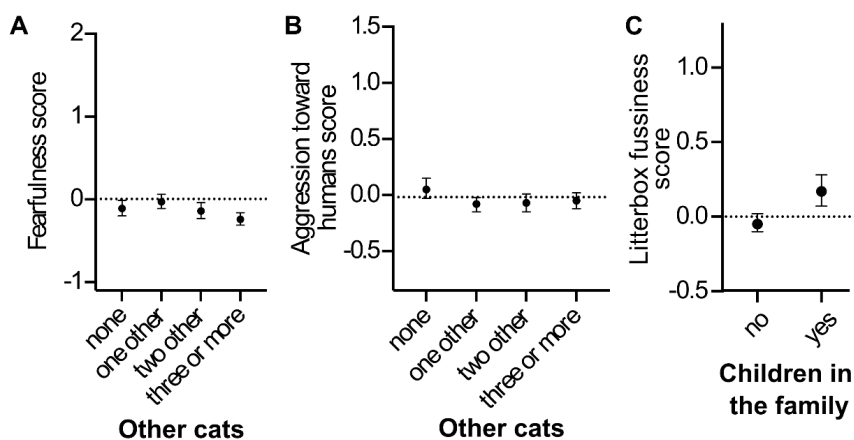 A
Fearfulness score
2
1
0
-1
none
one other
two other
three or more
Other cats
B
Aggression toward
humans score
1.5
1.0
0.5
0.0
-0.5
none
one other
two other
three or more
Other cats
C
Litterbox fussiness
score
1.0
0.5
0.0
-0.5
no
yes
Children in
the family